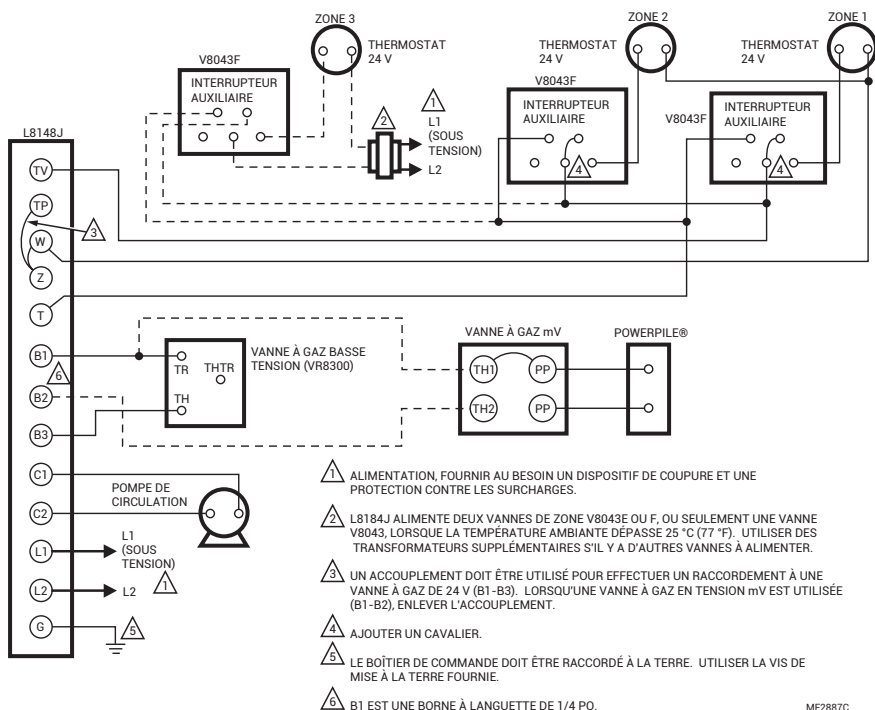 ZONE 3
THERMOSTAT
24 V
V8043F
INTERRUPTEUR
AUXILIAIRE
1
L1
(SOUS
TENSION)
L2
2
ZONE 2
THERMOSTAT
24 V
V8043F
INTERRUPTEUR
AUXILIAIRE
4
ZONE 1
THERMOSTAT
24 V
V8043F
INTERRUPTEUR
AUXILIAIRE
4
L8148J
TV
TP
3
W
Z
T
B1
6
B2
B3
C1
C2
L1
L2
G
TR
THTR
TH
VANNE À GAZ BASSE
TENSION (VR8300)
VANNE À GAZ mV
TH1
PP
TH2
PP
POWERPILE®
POMPE DE
CIRCULATION
L1
(SOUS
TENSION)
L2
1
5
1 ALIMENTATION, FOURNIR AU BESOIN UN DISPOSITIF DE COUPURE ET UNE
PROTECTION CONTRE LES SURCHARGES.
2 L8184J ALIMENTE DEUX VANNES DE ZONE V8043E OU F, OU SEULEMENT UNE VANNE
V8043, LORSQUE LA TEMPÉRATURE AMBIANTE DÉPASSE 25 °C (77 °F). UTILISER DES
TRANSFORMATEURS SUPPLÉMENTAIRES S'IL Y A D'AUTRES VANNES À ALIMENTER.
3 UN ACCOUPLEMENT DOIT ÊTRE UTILISÉ POUR EFFECTUER UN RACCORDEMENT À UNE
VANNE À GAZ DE 24 V (B1-B3). LORSQU'UNE VANNE À GAZ EN TENSION mV EST UTILISÉE
(B1-B2), ENLEVER L'ACCOUPLEMENT.
4 AJOUTER UN CAVALIER.
5 LE BOÎTIER DE COMMANDE DOIT ÊTRE RACCORDÉ À LA TERRE. UTILISER LA VIS DE
MISE À LA TERRE FOURNIE.
6 B1 EST UNE BORNE À LANGUETTE DE 1/4 PO.
MF2887C